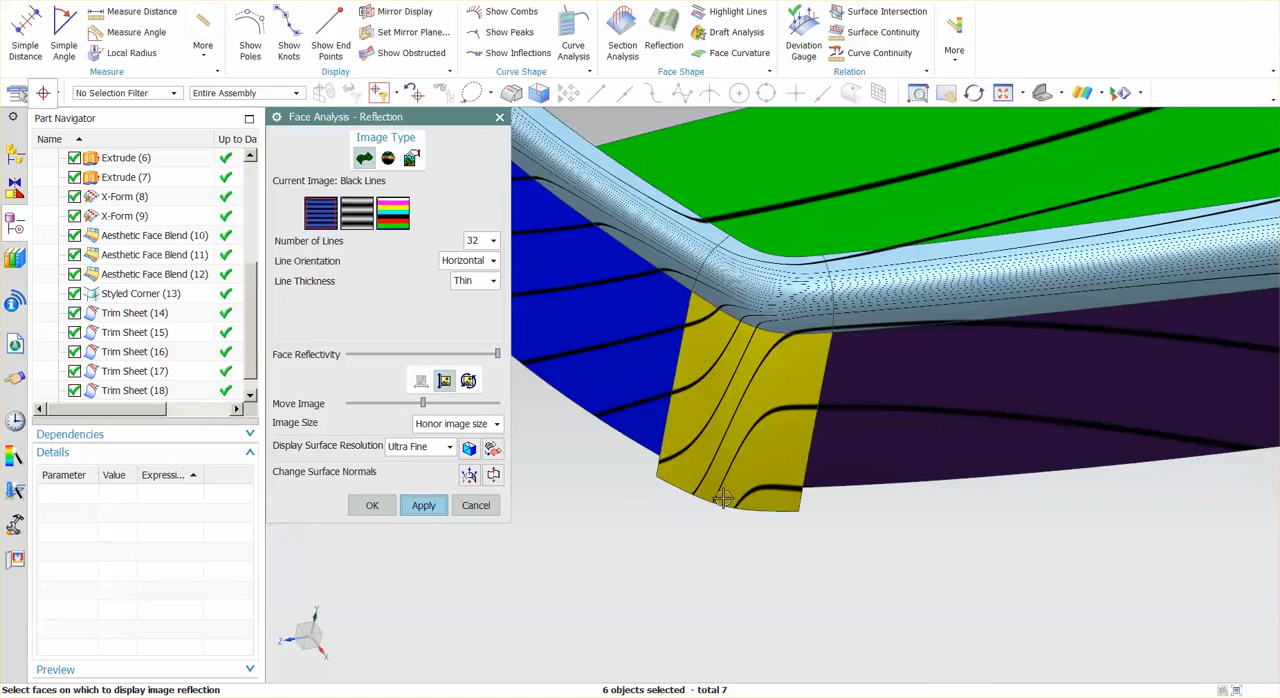 Simple Distance
Simple Angle
Measure Distance
Measure Angle
Local Radius
More
Measure
Show Poles
Show Knots
Show End Points
Mirror Display
Set Mirror Plane...
Show Obstructed
Display
Show Combs
Show Peaks
Show Inflections
Curve Analysis
Curve Shape
Section Analysis
Reflection
Highlight Lines
Draft Analysis
Face Curvature
Face Shape
Deviation Gauge
Surface Intersection
Surface Continuity
Curve Continuity
Relation
More
No Selection Filter
Entire Assembly
Part Navigator
Name
Up to Da
Extrude (6)
Extrude (7)
X-Form (8)
X-Form (9)
Aesthetic Face Blend (10)
Aesthetic Face Blend (11)
Aesthetic Face Blend (12)
Styled Corner (13)
Trim Sheet (14)
Trim Sheet (15)
Trim Sheet (16)
Trim Sheet (17)
Trim Sheet (18)
Dependencies
Details
Parameter Value Expressi...
Preview
Face Analysis - Reflection
Image Type
Current Image: Black Lines
Number of Lines 32
Line Orientation Horizontal
Line Thickness Thin
Face Reflectivity
Move Image
Image Size Honor image size
Display Surface Resolution Ultra Fine
Change Surface Normals
OK Apply Cancel
Y
Z
X
Select faces on which to display image reflection
6 objects selected - total 7